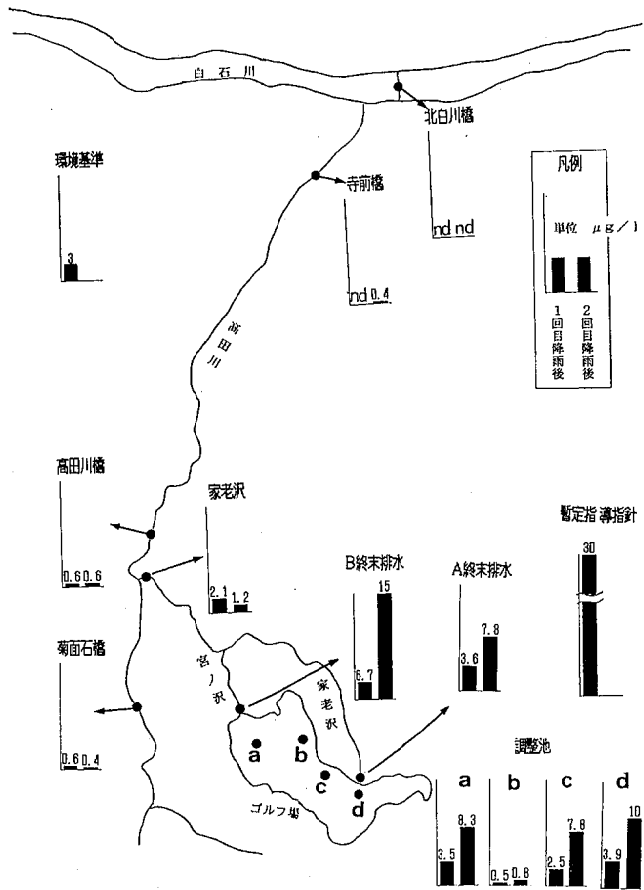 白石川
北白川橋
nd nd
環境基準
3
寺前橋
nd 0.4
凡例
単位 μg/l
1回目降雨後
2回目降雨後
高田川
高田川橋
0.6 0.6
家老沢
2.1 1.2
B終末排水
15
6.7
A終末排水
7.8
3.6
暫定指導指針
30
菊面石橋
0.6 0.4
宮ノ沢
家老沢
a
b
c
d
ゴルフ場
調整池
a
b
c
d
3.5 8.3
0.5 0.8
2.5 7.8
3.9 10